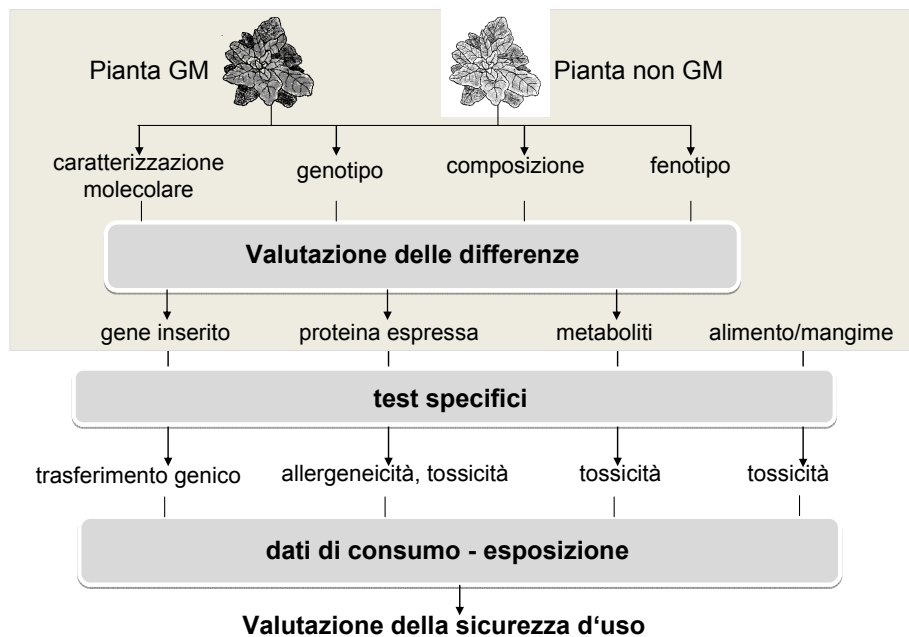 Pianta GM
Pianta non GM
caratterizzazione
molecolare
genotipo
composizione
fenotipo
Valutazione delle differenze
gene inserito
proteina espressa
metaboliti
alimento/mangime
test specifici
trasferimento genico
allergeneicità, tossicità
tossicità
tossicità
dati di consumo - esposizione
Valutazione della sicurezza d‘uso